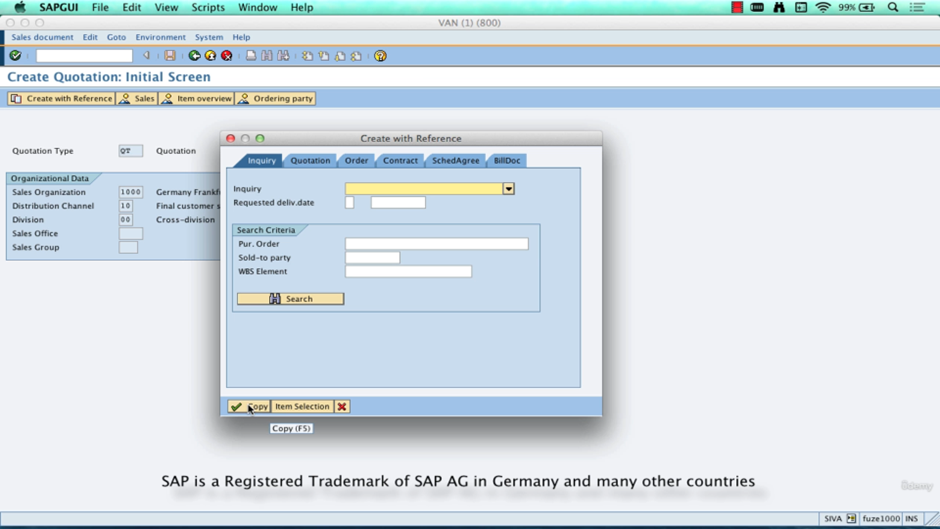 SAPGUI File Edit View Scripts Window Help 99%
VAN (1) (800)
Sales document Edit Goto Environment System Help
Create Quotation: Initial Screen
Create with Reference Sales Item overview Ordering party
Create with Reference
Quotation Type QT Quotation
Inquiry Quotation Order Contract SchedAgree BillDoc
Organizational Data
Sales Organization 1000 Germany Frankf
Distribution Channel 10 Final customer s
Division 00 Cross-division
Sales Office
Sales Group
Inquiry
Requested deliv.date
Search Criteria
Pur. Order
Sold-to party
WBS Element
Search
Copy Item Selection
Copy (F5)
SAP is a Registered Trademark of SAP AG in Germany and many other countries
Udemy
SIVA fuze1000 INS